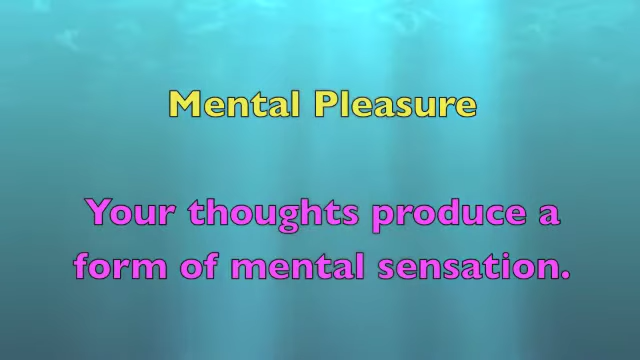 Mental Pleasure
Your thoughts produce a
form of mental sensation.